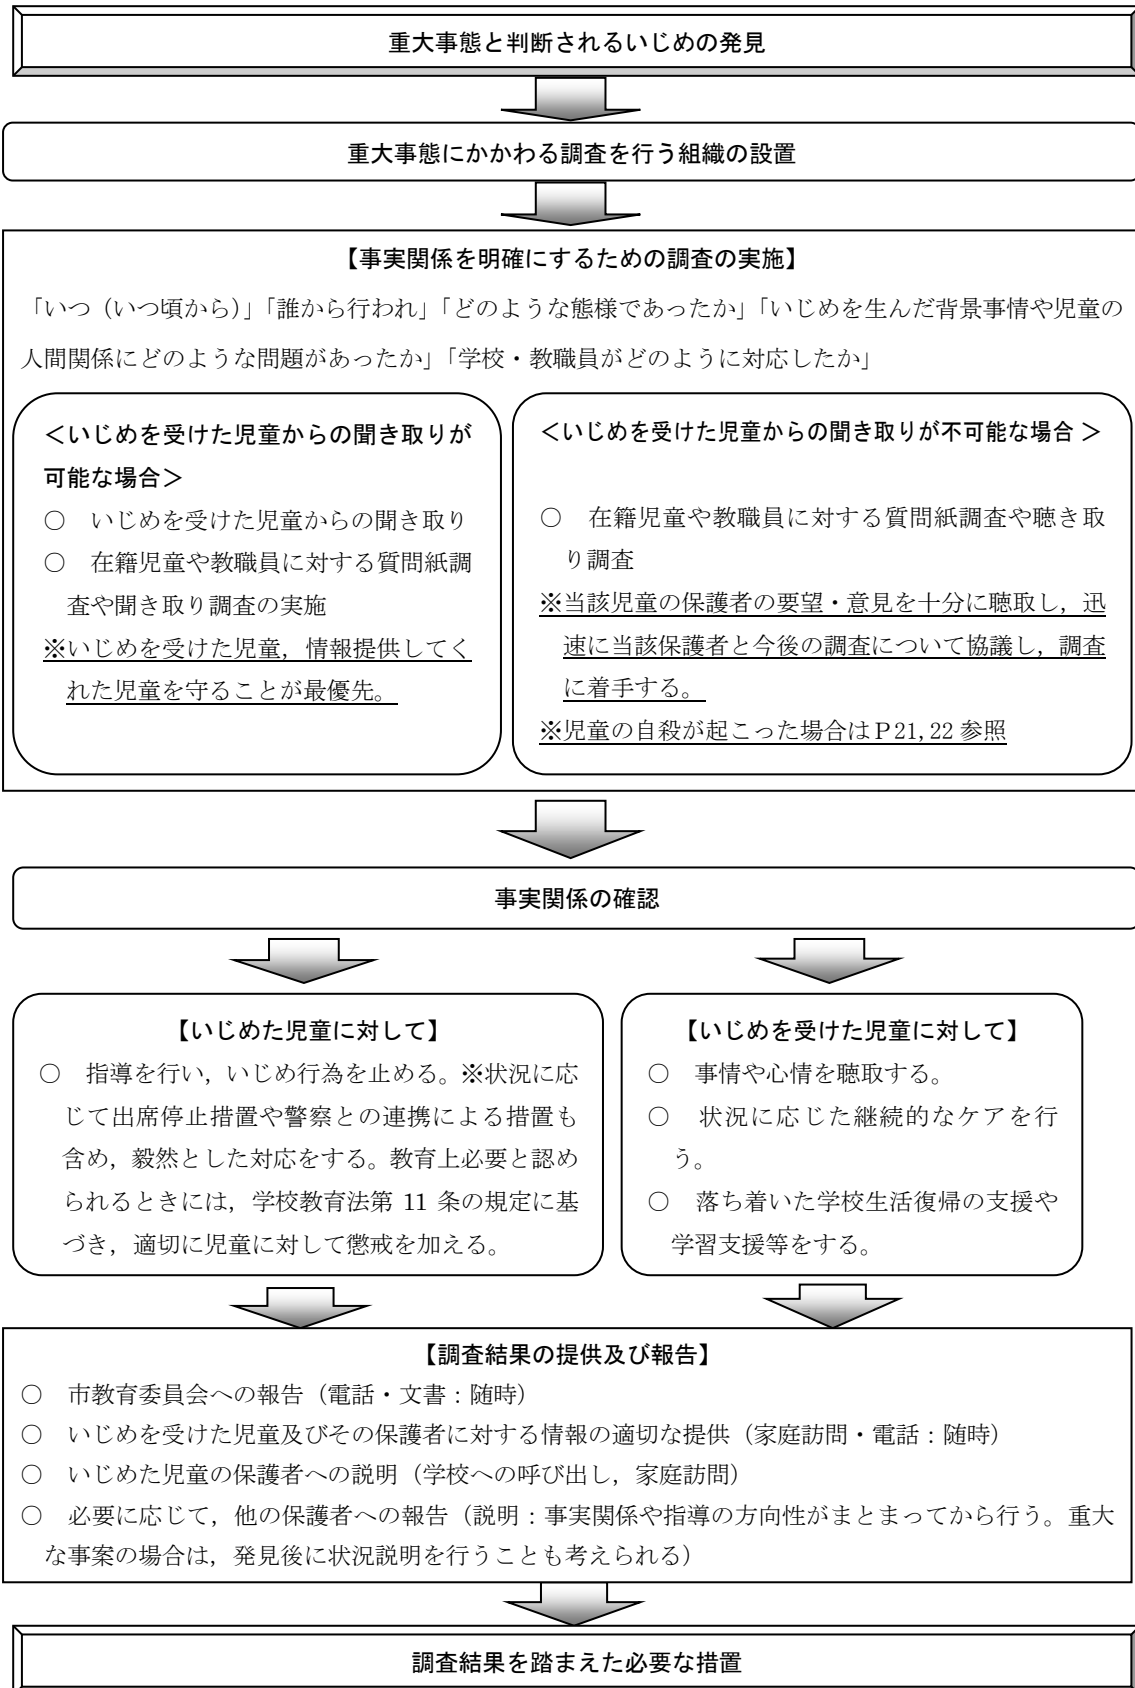 重大事態と判断されるいじめの発見
重大事態にかかわる調査を行う組織の設置
【事実関係を明確にするための調査の実施】
「いつ(いつ頃から)」「誰から行われ」「どのような態様であったか」「いじめを生んだ背景事情や児童の
人間関係にどのような問題があったか」「学校・教職員がどのように対応したか」
<いじめを受けた児童からの聞き取りが
可能な場合>
○ いじめを受けた児童からの聞き取り
○ 在籍児童や教職員に対する質問紙調
査や聞き取り調査の実施
※いじめを受けた児童,情報提供してく
れた児童を守ることが最優先。
<いじめを受けた児童からの聞き取りが不可能な場合 >
○ 在籍児童や教職員に対する質問紙調査や聴き取
り調査
※当該児童の保護者の要望・意見を十分に聴取し,迅
速に当該保護者と今後の調査について協議し,調査
に着手する。
※児童の自殺が起こった場合はP21,22 参照
事実関係の確認
【いじめた児童に対して】
○ 指導を行い,いじめ行為を止める。※状況に応
じて出席停止措置や警察との連携による措置も
含め,毅然とした対応をする。教育上必要と認め
られるときには,学校教育法第 11 条の規定に基
づき,適切に児童に対して懲戒を加える。
【いじめを受けた児童に対して】
○ 事情や心情を聴取する。
○ 状況に応じた継続的なケアを行
う。
○ 落ち着いた学校生活復帰の支援や
学習支援等をする。
【調査結果の提供及び報告】
○ 市教育委員会への報告(電話・文書:随時)
○ いじめを受けた児童及びその保護者に対する情報の適切な提供(家庭訪問・電話:随時)
○ いじめた児童の保護者への説明(学校への呼び出し,家庭訪問)
○ 必要に応じて,他の保護者への報告(説明:事実関係や指導の方向性がまとまってから行う。重大
な事案の場合は,発見後に状況説明を行うことも考えられる)
調査結果を踏まえた必要な措置